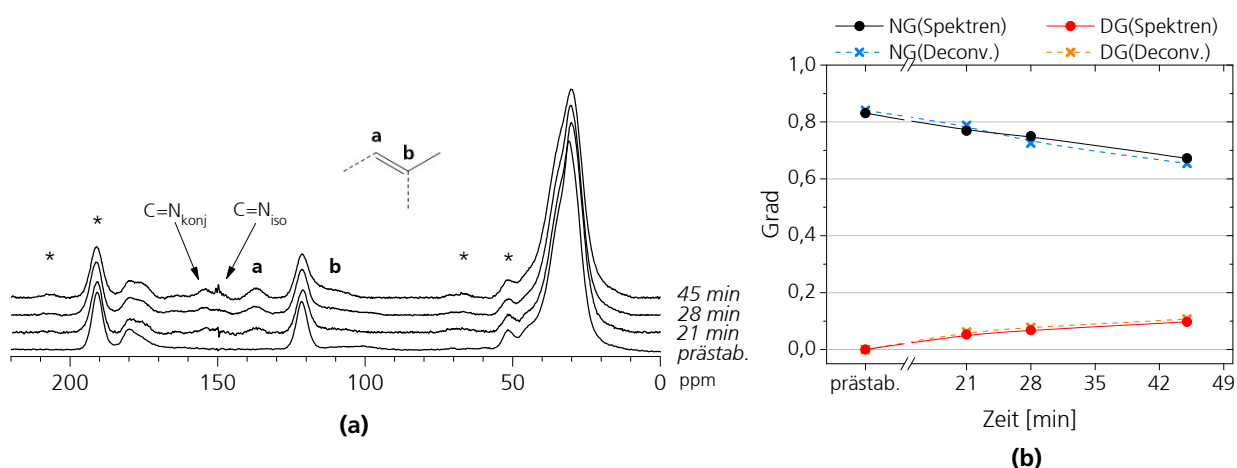 NG(Spektren) DG(Spektren)
NG(Deconv.) DG(Deconv.)
a
b
C=Nkonj C=Niso
* * a b * *
45 min
28 min
21 min
prästab.
200 150 100 50 0 ppm
(a)
Grad
1,0
0,8
0,6
0,4
0,2
0,0
prästab. 21 28 35 42 49
Zeit [min]
(b)